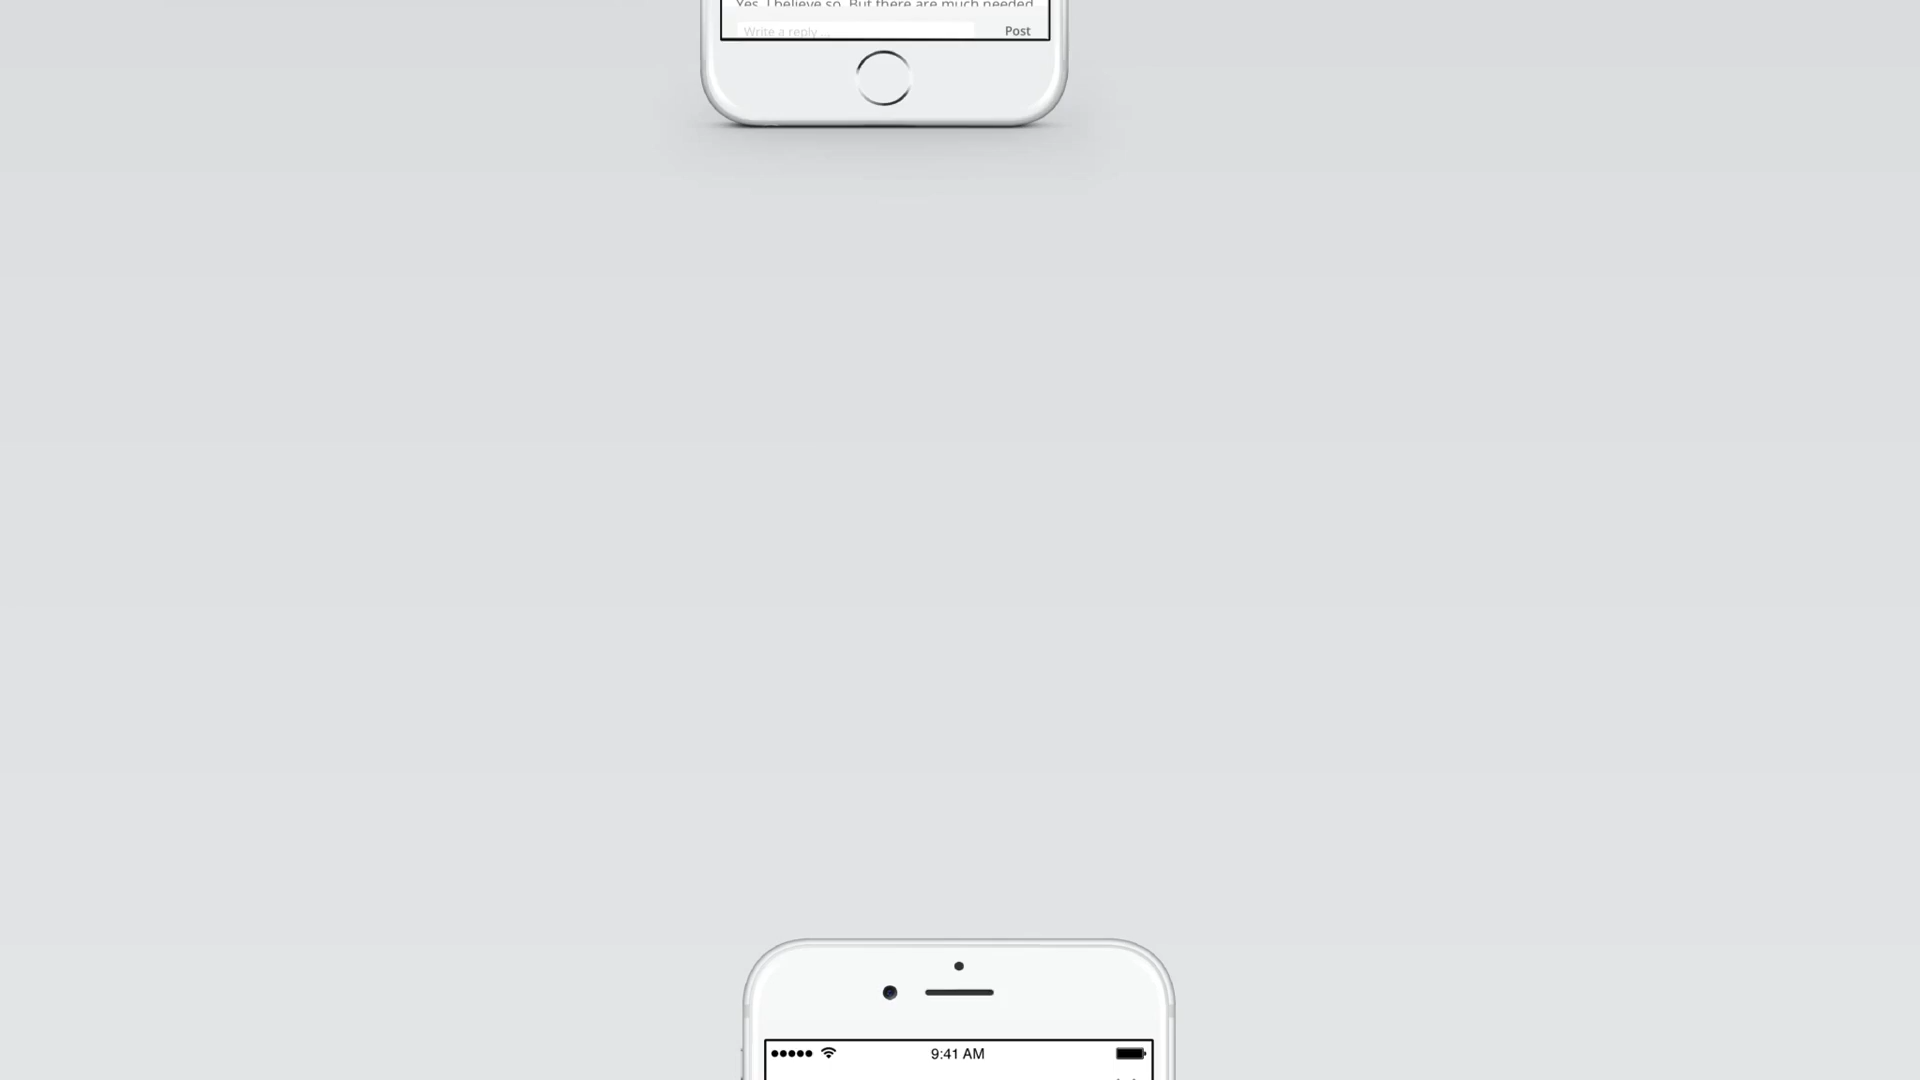 Yes, I believe so. But there are much needed
Write a reply ...
Post
9:41 AM